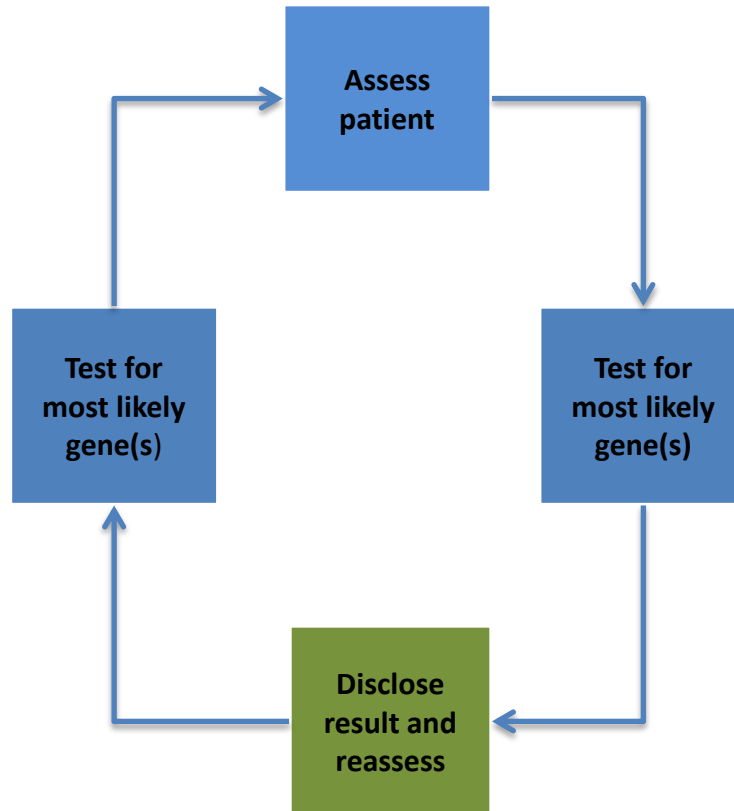 Assess
patient
Test for
most likely
gene(s)
Test for
most likely
gene(s)
Disclose
result and
reassess